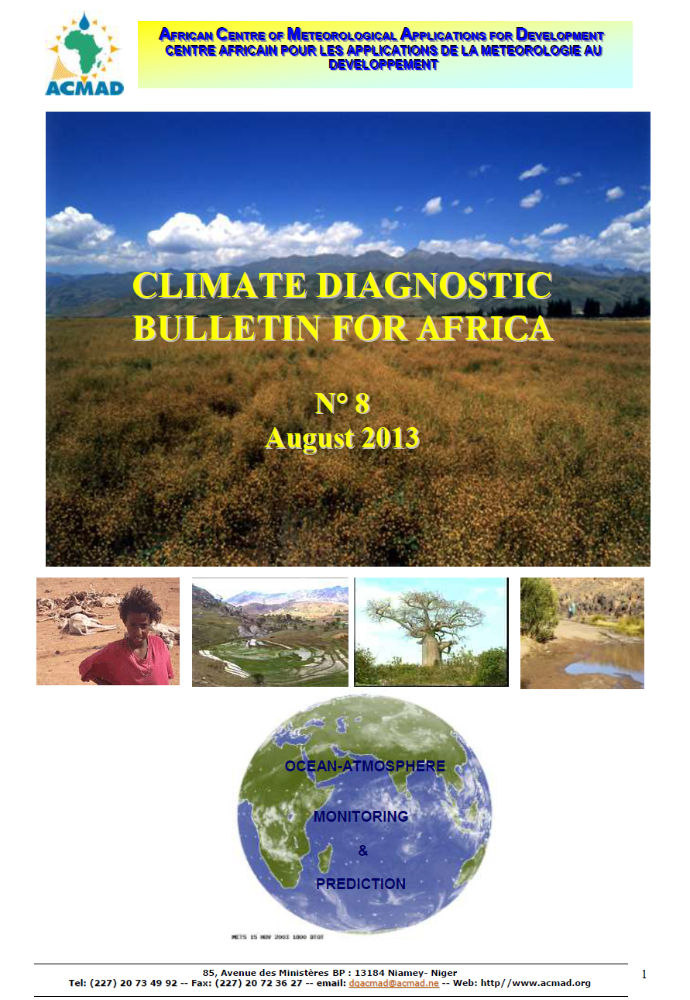 AFRICAN CENTRE OF METEOROLOGICAL APPLICATIONS FOR DEVELOPMENT
CENTRE AFRICAIN POUR LES APPLICATIONS DE LA METEOROLOGIE AU
DEVELOPPEMENT
ACMAD
CLIMATE DIAGNOSTIC
BULLETIN FOR AFRICA
N° 8
August 2013
OCEAN-ATMOSPHERE
MONITORING
&
PREDICTION
MET5 15 NOV 2003 1800 DTOT
85, Avenue des Ministères BP : 13184 Niamey- Niger
Tel: (227) 20 73 49 92 -- Fax: (227) 20 72 36 27 -- email: dgacmad@acmad.ne -- Web: http//www.acmad.org
1